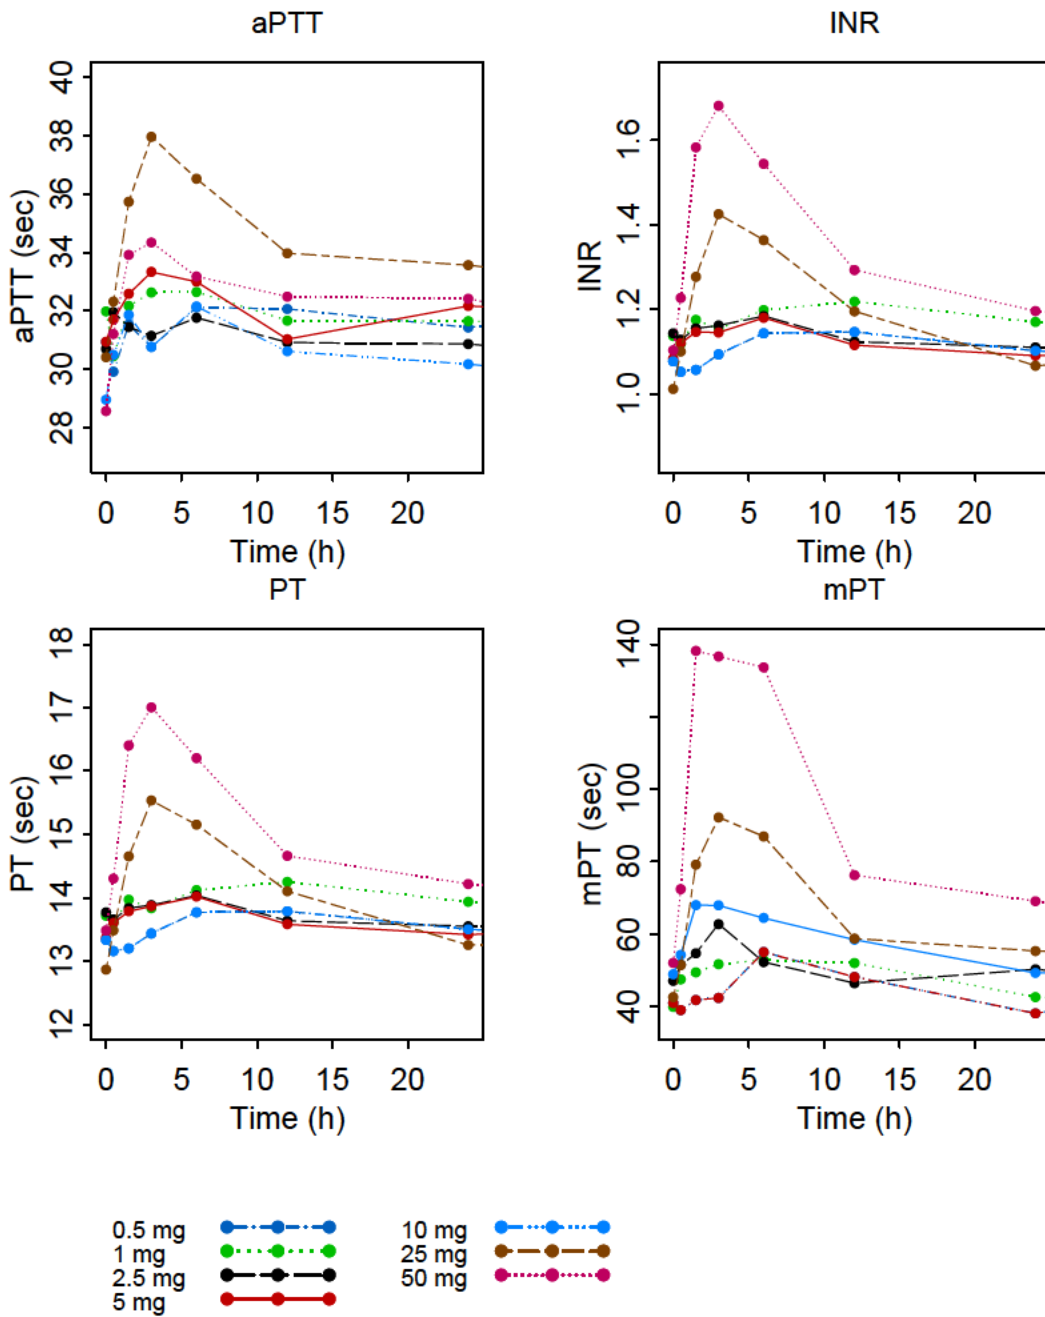 aPTT
INR
40
38
36
34
32
30
28
aPTT (sec)
0 5 10 15 20
Time (h)
1.6
1.4
1.2
1.0
INR
0 5 10 15 20
Time (h)
PT
mPT
18
17
16
15
14
13
12
PT (sec)
0 5 10 15 20
Time (h)
140
100
80
60
40
mPT (sec)
0 5 10 15 20
Time (h)
0.5 mg
1 mg
2.5 mg
5 mg
10 mg
25 mg
50 mg